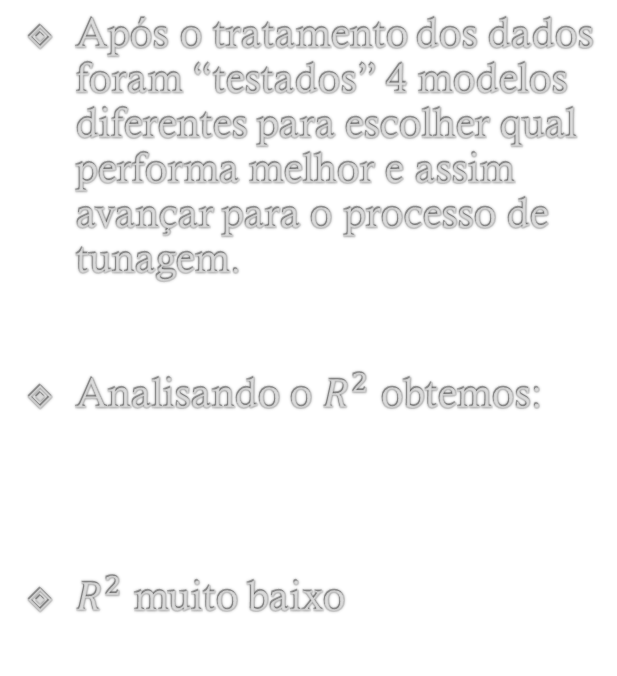 Após o tratamento dos dados
foram “testados” 4 modelos
diferentes para escolher qual
performa melhor e assim
avançar para o processo de
tunagem.
Analisando o R² obtemos:
R² muito baixo